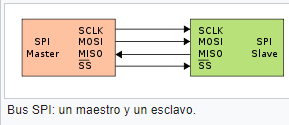 SCLK SCLK
SPI MOSI MOSI SPI
Master MISO MISO Slave
SS SS
Bus SPI: un maestro y un esclavo.